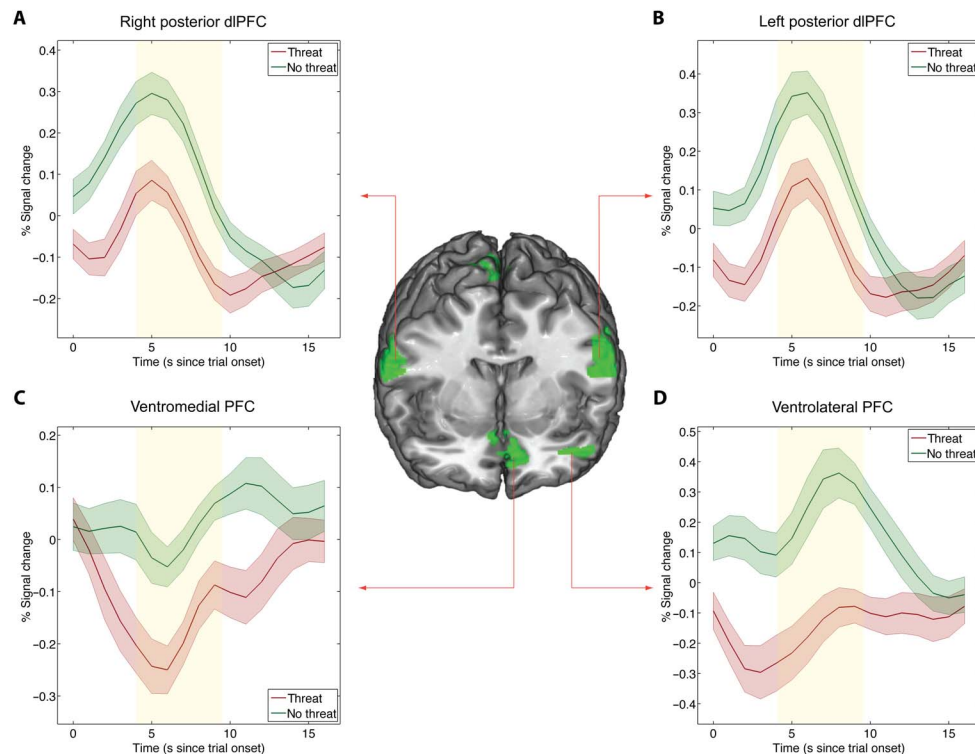 A
Right posterior dlPFC
% Signal change
0.4
0.3
0.2
0.1
0
-0.1
-0.2
0
5
10
15
Time (s since trial onset)
Threat
No threat
B
Left posterior dlPFC
% Signal change
0.4
0.3
0.2
0.1
0
-0.1
-0.2
0
5
10
15
Time (s since trial onset)
Threat
No threat
C
Ventromedial PFC
% Signal change
0.2
0.1
0
-0.1
-0.2
-0.3
0
5
10
15
Time (s since trial onset)
Threat
No threat
D
Ventrolateral PFC
% Signal change
0.5
0.4
0.3
0.2
0.1
0
-0.1
-0.2
-0.3
-0.4
0
5
10
15
Time (s since trial onset)
Threat
No threat